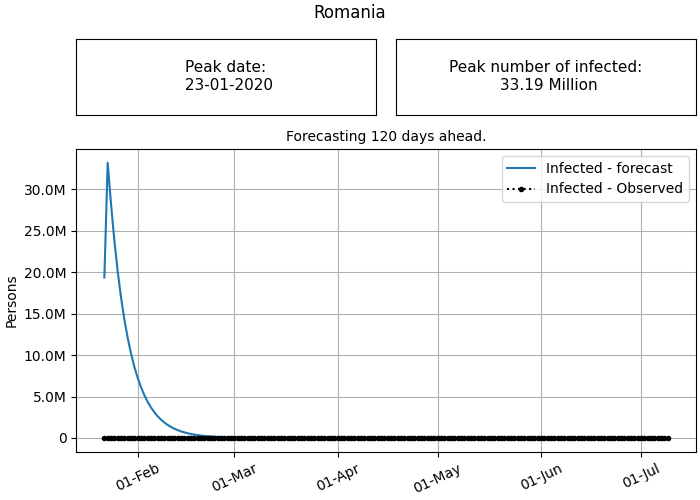 Romania
Peak date:
23-01-2020
Peak number of infected:
33.19 Million
Forecasting 120 days ahead.
Infected - forecast
Infected - Observed
Persons
30.0M
25.0M
20.0M
15.0M
10.0M
5.0M
0
01-Feb
01-Mar
01-Apr
01-May
01-Jun
01-Jul